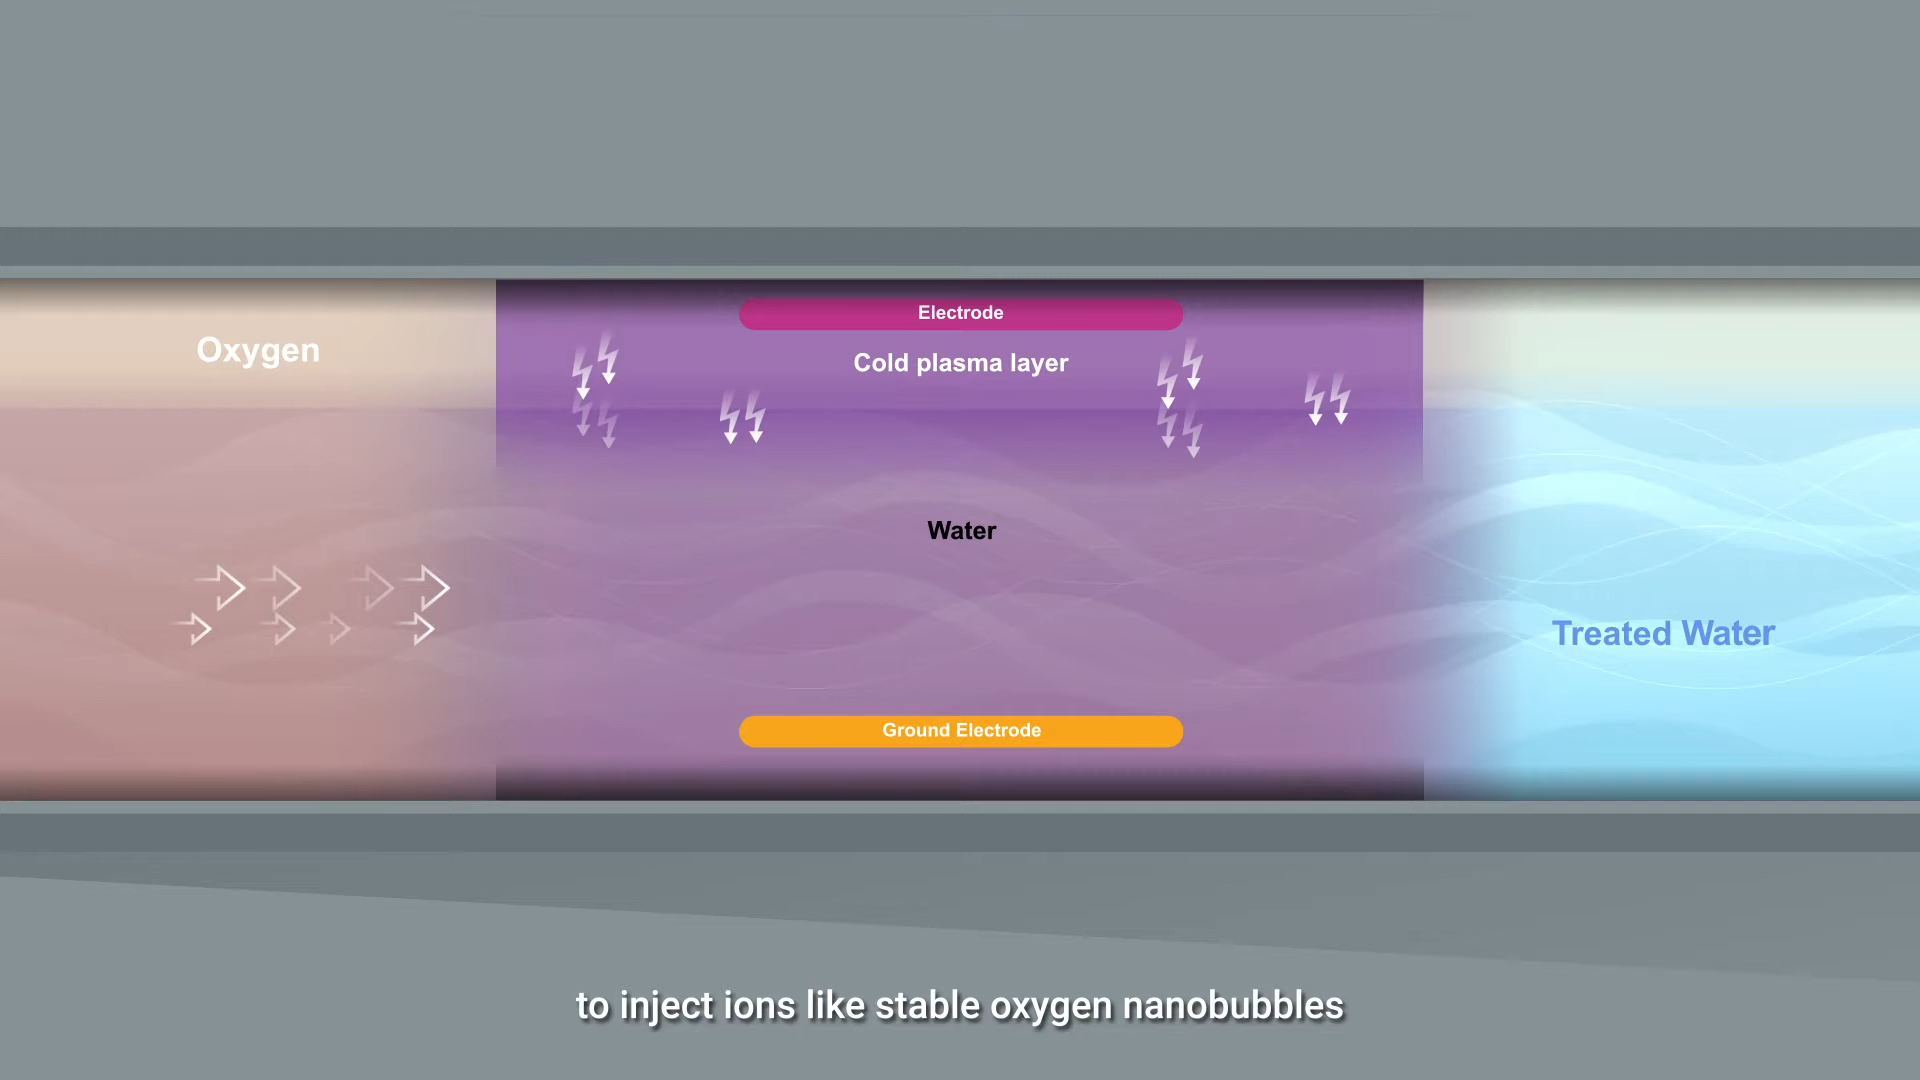 Electrode
Oxygen
Cold plasma layer
Water
Treated Water
Ground Electrode
to inject ions like stable oxygen nanobubbles